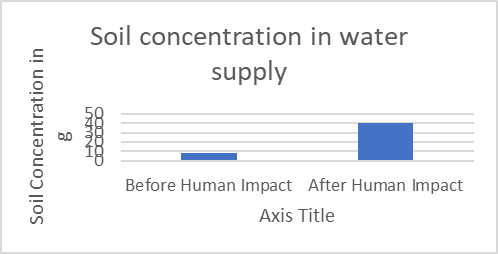 Soil concentration in water
supply
Soil Concentration in
g
50
40
30
20
10
0
Before Human Impact
After Human Impact
Axis Title